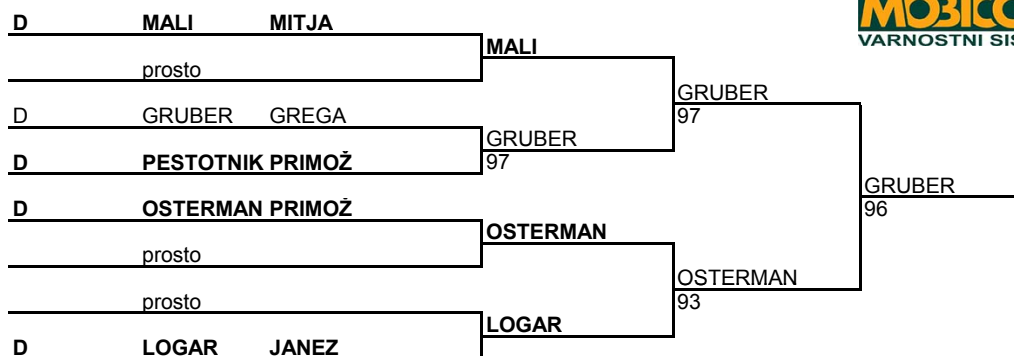 D MALI MITJA
MOBICO
VARNOSTNI SIS
MALI
prosto
GRUBER
D GRUBER GREGA
97
GRUBER
D PESTOTNIK PRIMOŽ
97
GRUBER
D OSTERMAN PRIMOŽ
96
OSTERMAN
prosto
OSTERMAN
prosto
93
LOGAR
D LOGAR JANEZ